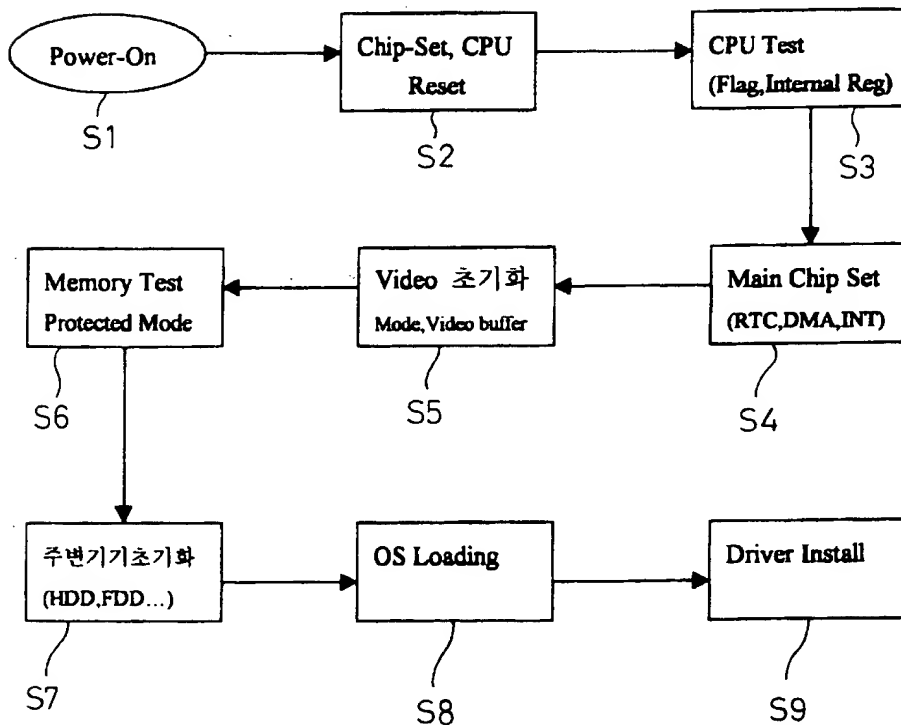 Power-On
S1
Chip-Set, CPU
Reset
S2
CPU Test
(Flag,Internal Reg)
S3
Main Chip Set
(RTC,DMA,INT)
S4
Video 초기화
Mode,Video buffer
S5
Memory Test
Protected Mode
S6
주변기기초기화
(HDD,FDD...)
S7
OS Loading
S8
Driver Install
S9